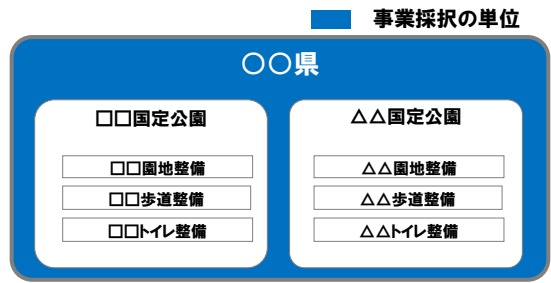 事業採択の単位
〇〇県
□□国定公園
□□園地整備
□□歩道整備
□□トイレ整備
△△国定公園
△△園地整備
△△歩道整備
△△トイレ整備